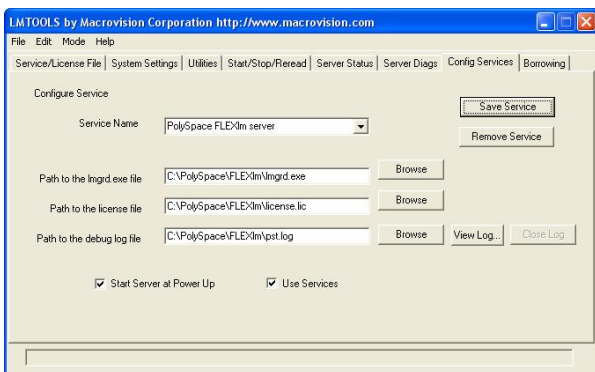 LMTOOLS by Macrovision Corporation http://www.macrovision.com
File Edit Mode Help
Service/License File System Settings Utilities Start/Stop/Reread Server Status Server Diags Config Services Borrowing
Configure Service
Save Service
Service Name PolySpace FLEXlm server
Remove Service
Path to the lmgrd.exe file C:\PolySpace\FLEXlm\lmgrd.exe Browse
Path to the license file C:\PolySpace\FLEXlm\license.lic Browse
Path to the debug log file C:\PolySpace\FLEXlm\pst.log Browse View Log... Close Log
Start Server at Power Up Use Services